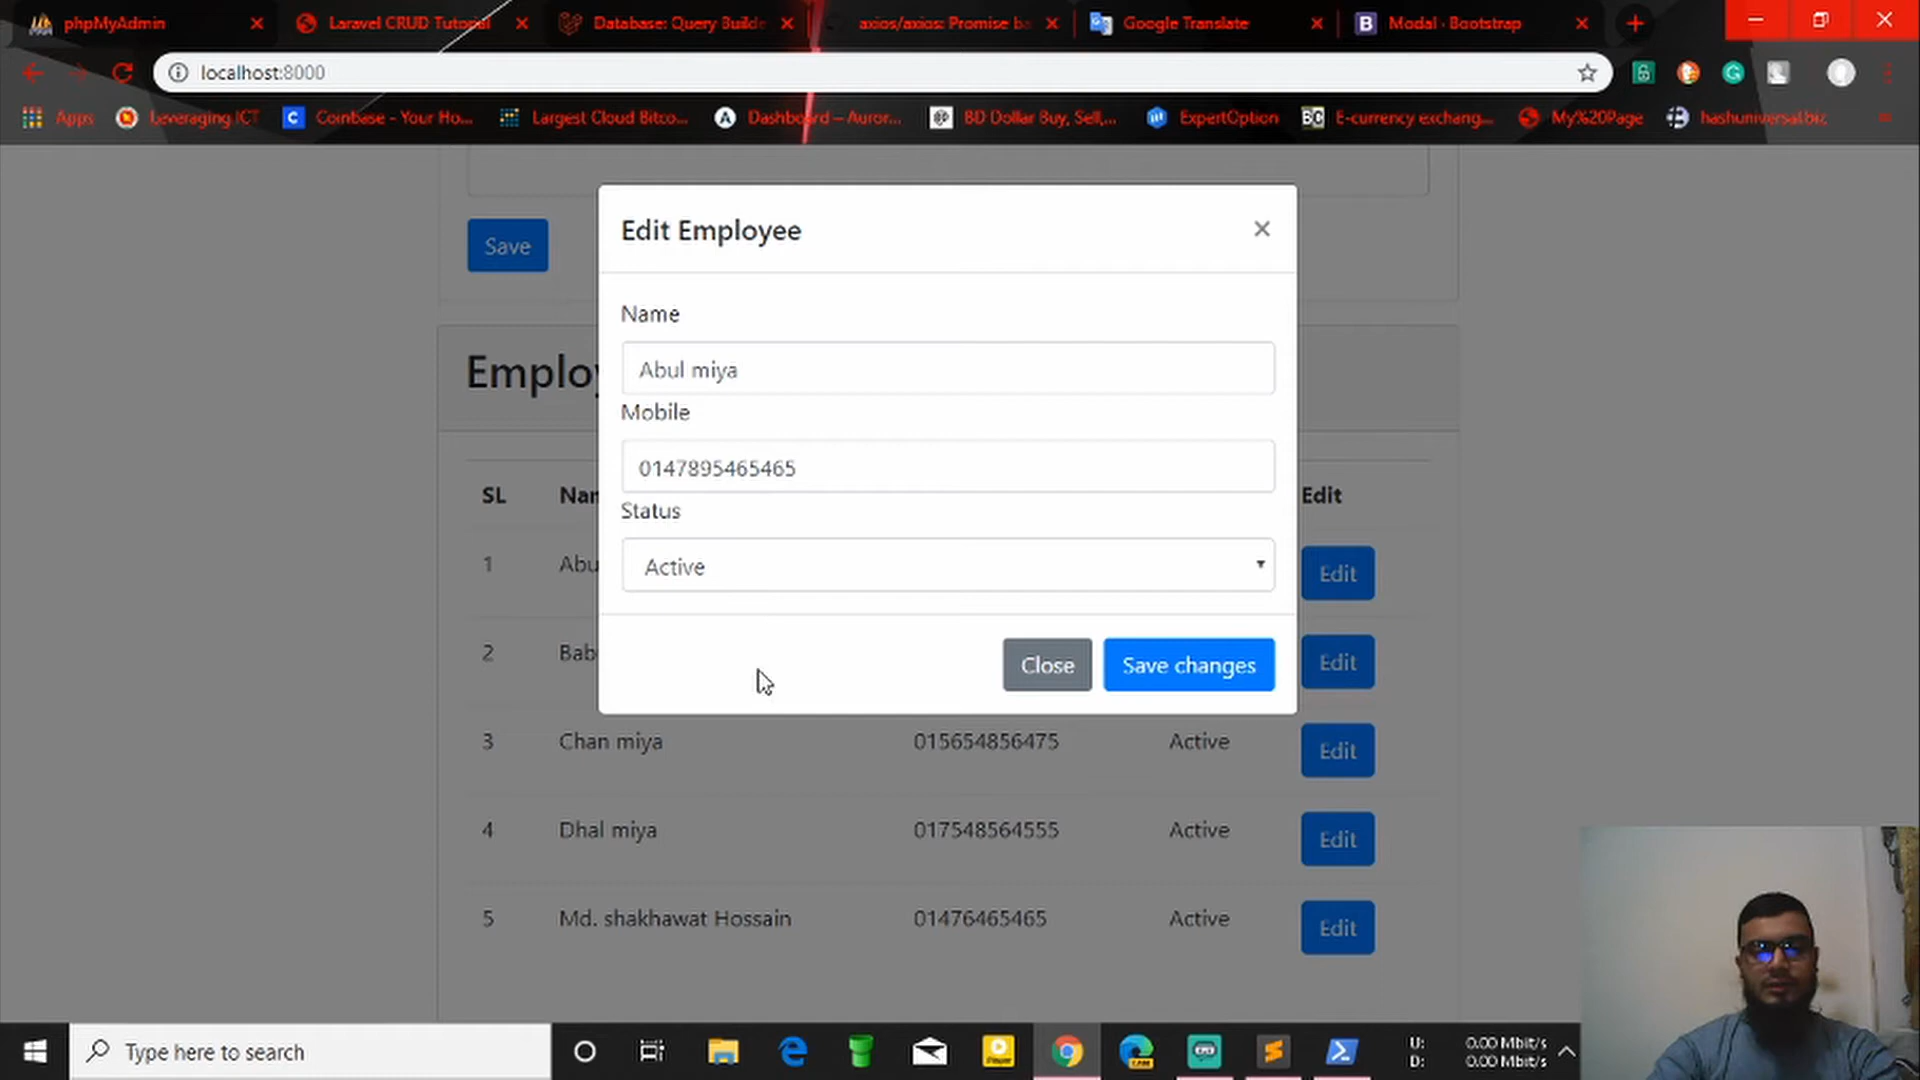 phpMyAdmin
Laravel CRUD Tutorial
Database: Query Builde
axios/axios: Promise ba
Google Translate
Modal · Bootstrap
localhost:8000
Apps
Leveraging ICT
Coinbase - Your Ho...
Largest Cloud Bitco...
Dashboard – Auror...
BD Dollar Buy, Sell,...
ExpertOption
E-currency exchang...
My%20Page
hashuniversal.biz
Save
Edit Employee
×
Name
Abul miya
Mobile
0147895465465
Status
Active
Close
Save changes
Emplo
SL Nan Edit
1 Abu Edit
2 Bab Edit
3 Chan miya 015654856475 Active Edit
4 Dhal miya 017548564555 Active Edit
5 Md. shakhawat Hossain 01476465465 Active Edit
Type here to search
U: 0.00 Mbit/s
D: 0.00 Mbit/s